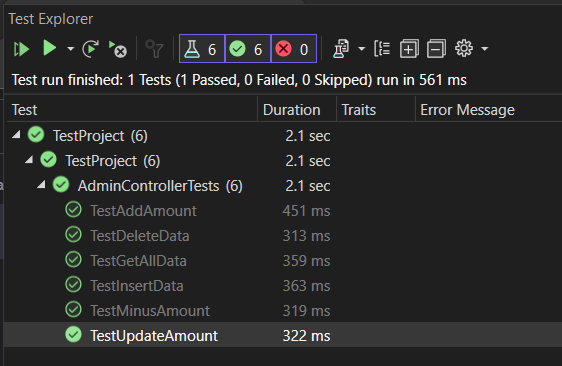 Test Explorer
6 6 0
Test run finished: 1 Tests (1 Passed, 0 Failed, 0 Skipped) run in 561 ms
Test Duration Traits Error Message
TestProject (6) 2.1 sec
TestProject (6) 2.1 sec
AdminControllerTests (6) 2.1 sec
TestAddAmount 451 ms
TestDeleteData 313 ms
TestGetAllData 359 ms
TestInsertData 363 ms
TestMinusAmount 319 ms
TestUpdateAmount 322 ms